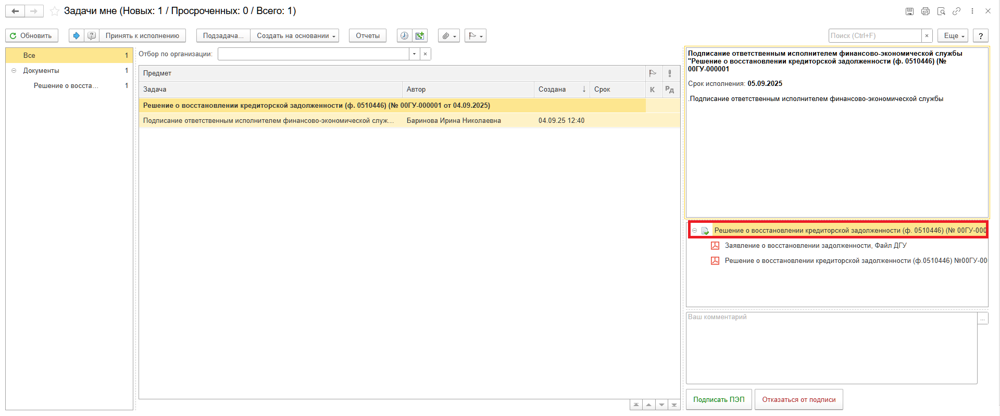 Задачи мне (Новых: 1 / Просроченных: 0 / Всего: 1)
Обновить
Принять к исполнению
Подзадача...
Создать на основании
Отчеты
Поиск (Ctrl+F)
×
Еще
?
Все 1
Документы 1
Решение о восста... 1
Отбор по организации:
×
Предмет
Задача Автор Создана ↓ Срок К Рд
Решение о восстановлении кредиторской задолженности (ф. 0510446) (№ 00ГУ-000001 от 04.09.2025)
Подписание ответственным исполнителем финансово-экономической служ... Баринова Ирина Николаевна 04.09.25 12:40
Подписание ответственным исполнителем финансово-экономической службы
"Решение о восстановлении кредиторской задолженности (ф. 0510446) (№
00ГУ-000001
Срок исполнения: 05.09.2025
.Подписание ответственным исполнителем финансово-экономической службы
Решение о восстановлении кредиторской задолженности (ф. 0510446) (№ 00ГУ-000
Заявление о восстановлении задолженности, Файл ДГУ
Решение о восстановлении кредиторской задолженности (ф.0510446) №00ГУ-00
Ваш комментарий
...
Подписать ПЭП
Отказаться от подписи